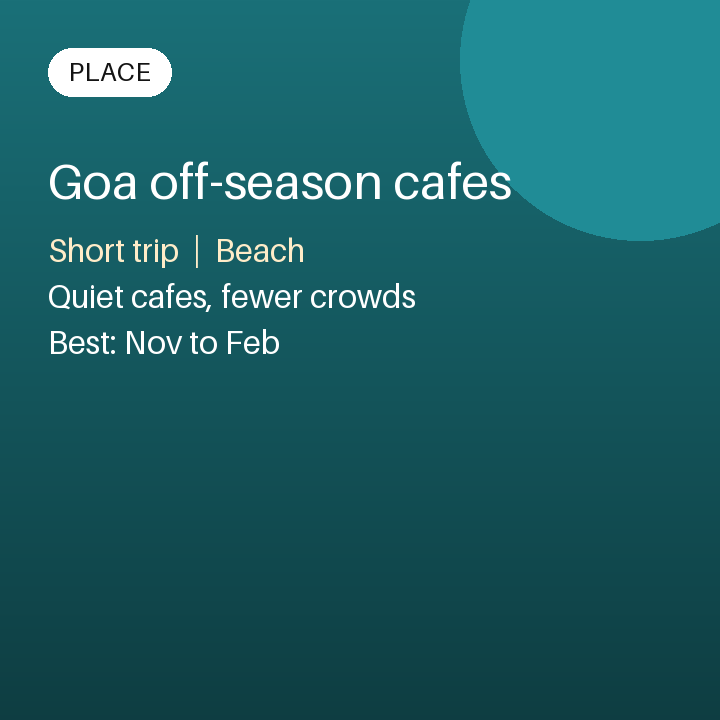 PLACE
Goa off-season cafes
Short trip | Beach
Quiet cafes, fewer crowds
Best: Nov to Feb